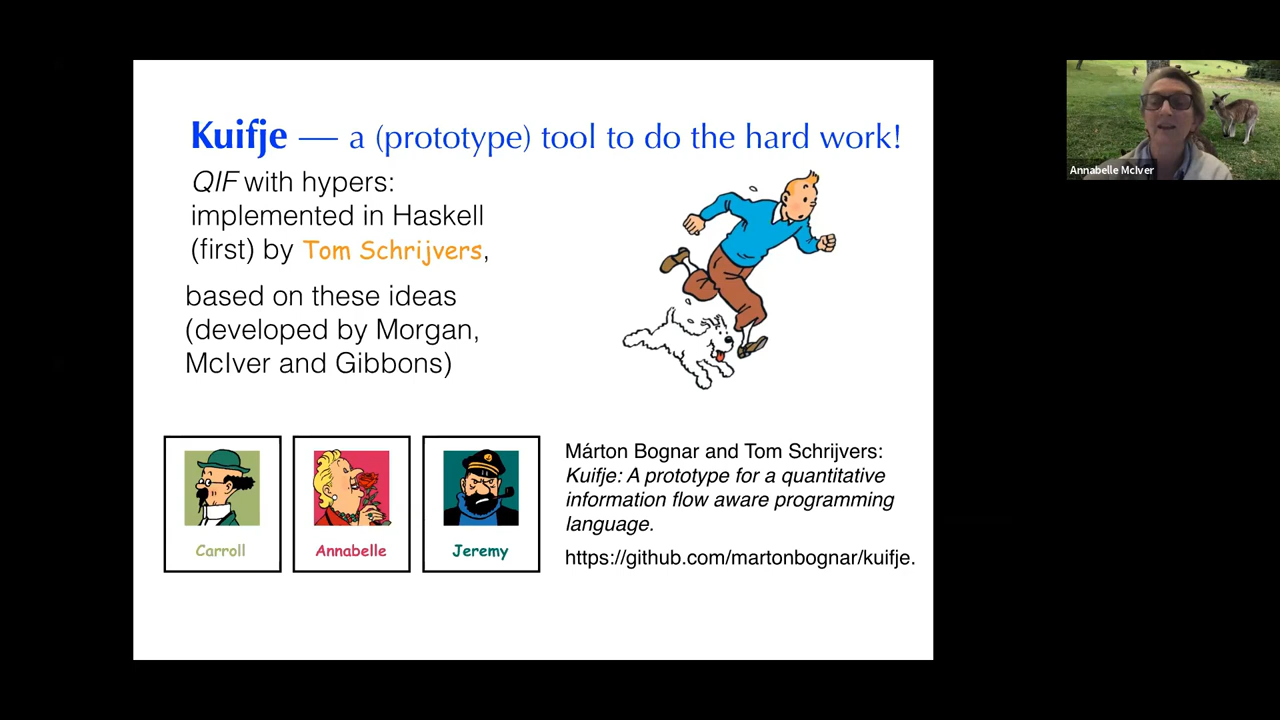 Kuifje — a (prototype) tool to do the hard work!
QIF with hypers:
implemented in Haskell
(first) by Tom Schrijvers,
based on these ideas
(developed by Morgan,
McIver and Gibbons)
Carroll
Annabelle
Jeremy
Márton Bognar and Tom Schrijvers:
Kuifje: A prototype for a quantitative
information flow aware programming
language.
https://github.com/martonbognar/kuifje.
Annabelle McIver